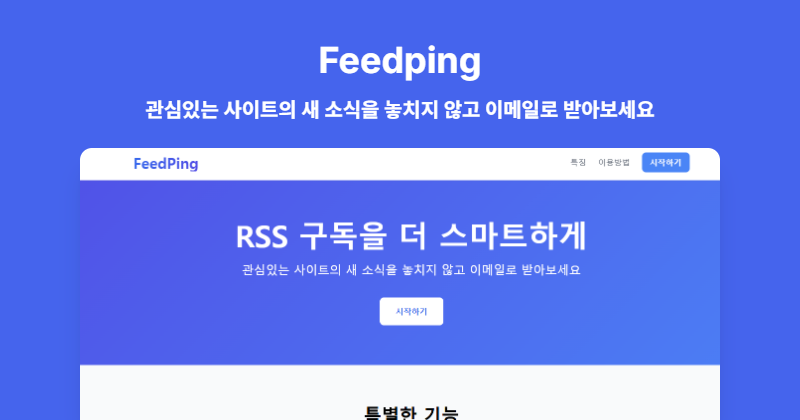 Feedping
관심있는 사이트의 새 소식을 놓치지 않고 이메일로 받아보세요
FeedPing
특징 이용방법 시작하기
RSS 구독을 더 스마트하게
관심있는 사이트의 새 소식을 놓치지 않고 이메일로 받아보세요
시작하기
특별한 기능